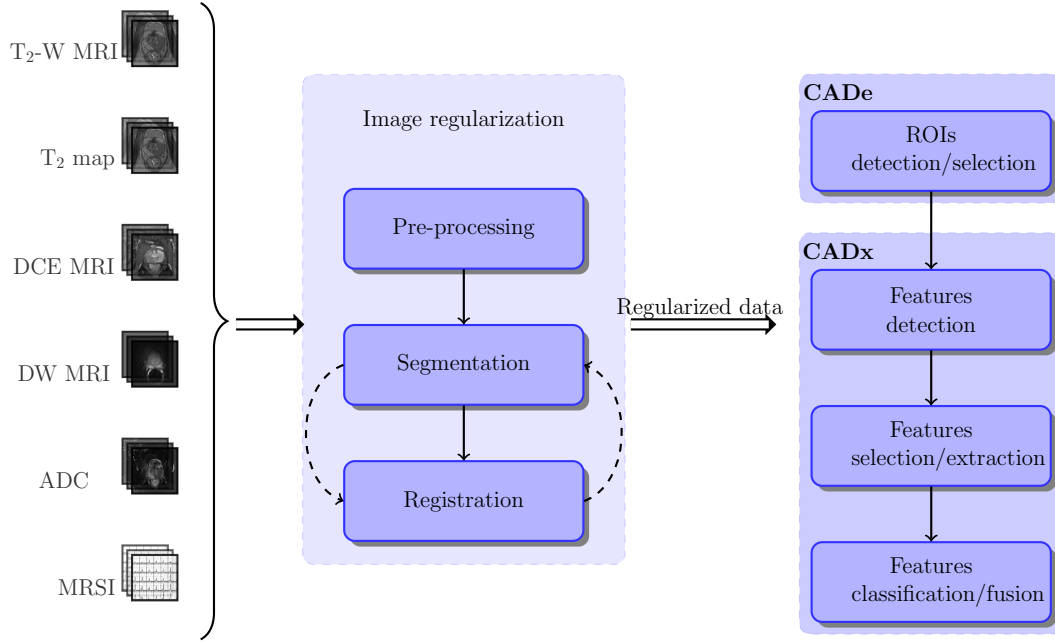 T₂-W MRI
T₂ map
DCE MRI
DW MRI
ADC
MRSI
Image regularization
Pre-processing
Segmentation
Registration
Regularized data
CADe
ROIs
detection/selection
CADx
Features
detection
Features
selection/extraction
Features
classification/fusion